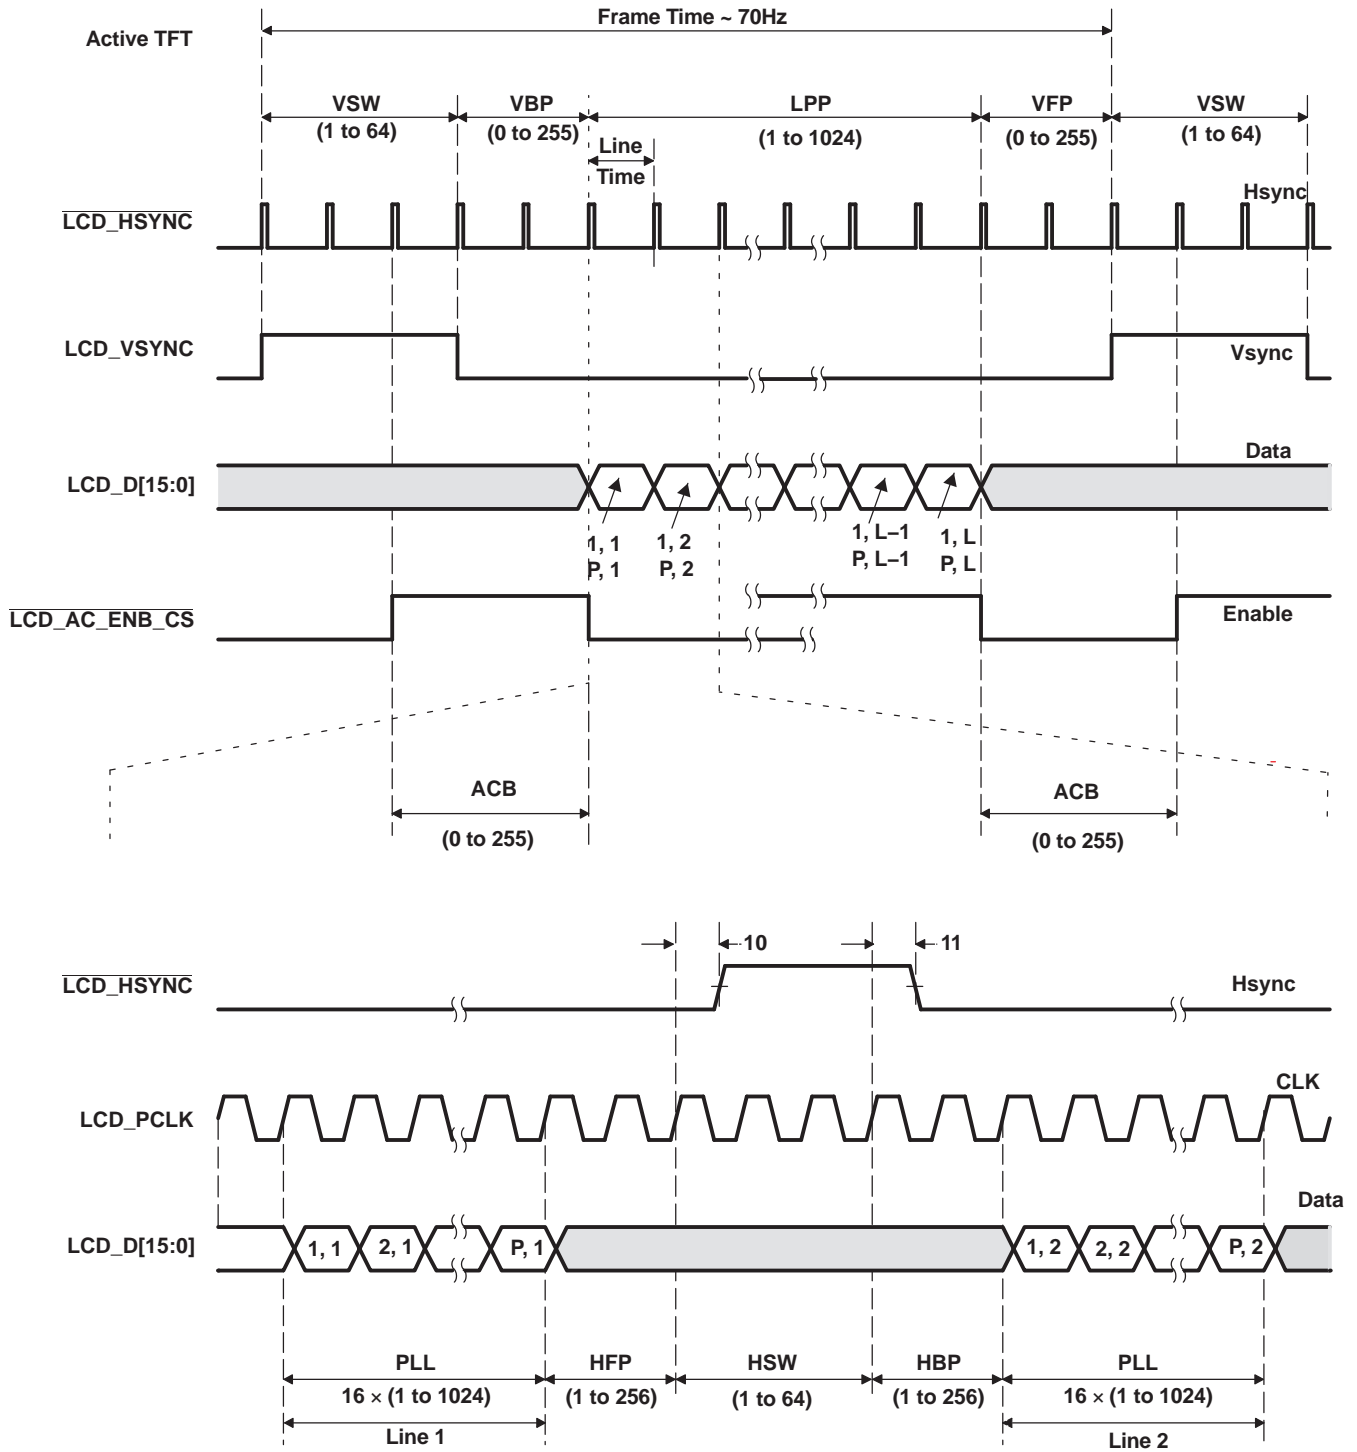 Frame Time ~ 70Hz
Active TFT
VSW VBP LPP VFP VSW
(1 to 64) (0 to 255) (1 to 1024) (0 to 255) (1 to 64)
Line
Time
Hsync
LCD_HSYNC
LCD_VSYNC
Vsync
Data
LCD_D[15:0]
1, 1 1, 2 1, L–1 1, L
P, 1 P, 2 P, L–1 P, L
LCD_AC_ENB_CS
Enable
ACB ACB
(0 to 255) (0 to 255)
10 11
LCD_HSYNC
Hsync
CLK
LCD_PCLK
Data
LCD_D[15:0]
1, 1 2, 1 P, 1 1, 2 2, 2 P, 2
PLL HFP HSW HBP PLL
16 × (1 to 1024) (1 to 256) (1 to 64) (1 to 256) 16 × (1 to 1024)
Line 1 Line 2